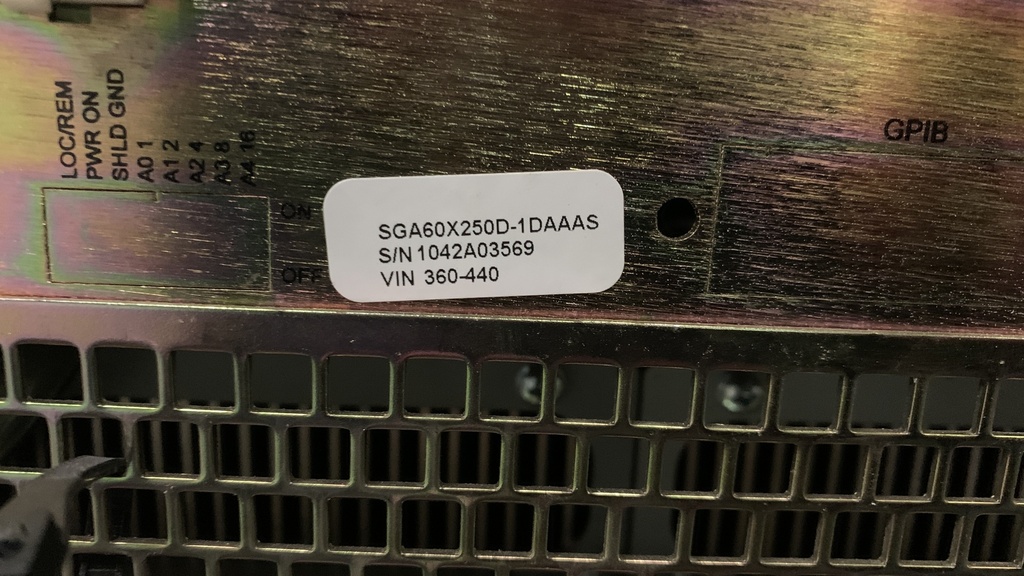 LOC/REM
PWR ON
SHLD GND
A0 1
A1 2
A2 4
A3 8
A4 16
ON
OFF
SGA60X250D-1DAAAS
S/N1042A03569
VIN 360-440
GPIB